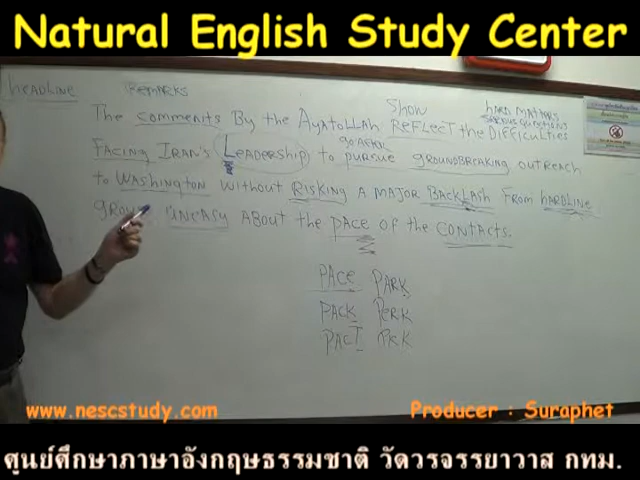 Natural English Study Center
headline Remarks
Show hard matters
serious questions
The comments By the Ayatollah Reflect the Difficulties
go after
Facing Iran's Leadership to pursue groundbreaking outreach
to Washington without Risking A major Backlash From hardline
uneasy about the pace of the contacts.
Pace Park
Pack Perk
Pact
www.nescstudy.com Producer : Suraphet
ศูนย์ศึกษาภาษาอังกฤษธรรมชาติ วัดวรจรรยาวาส กทม.